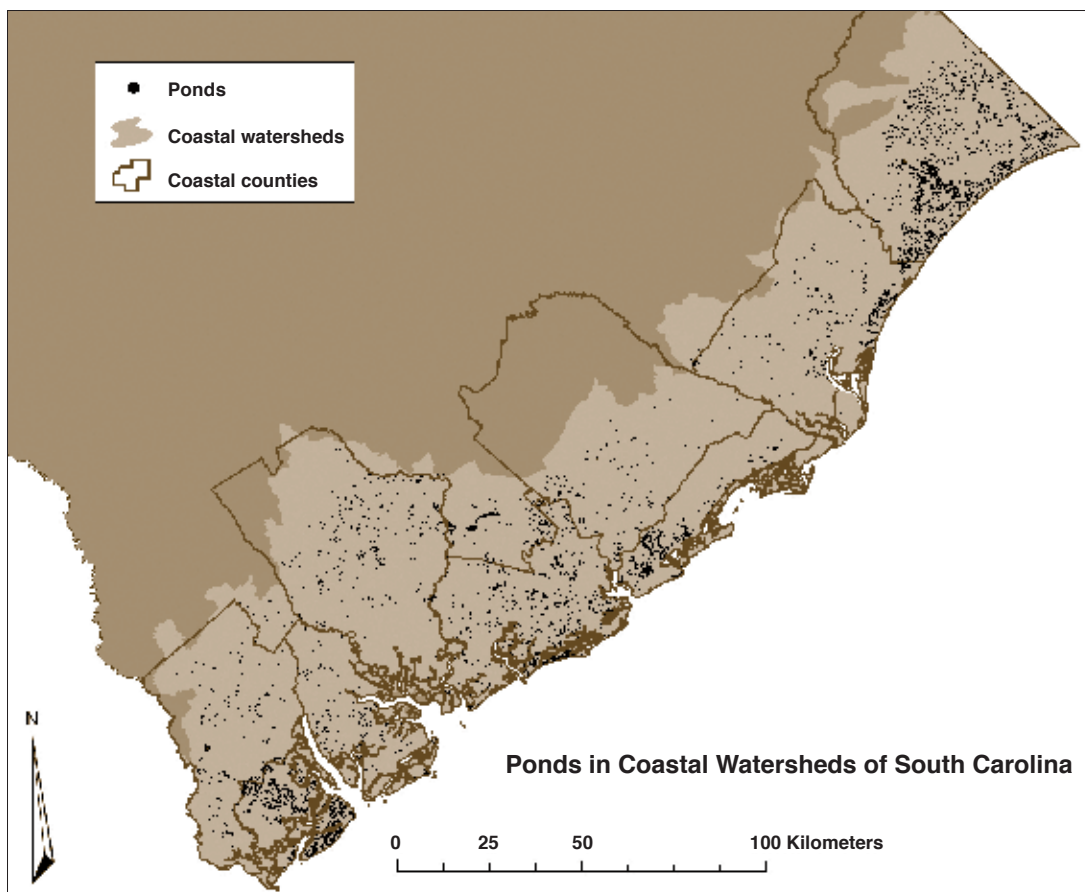 Ponds
Coastal watersheds
Coastal counties
N
Ponds in Coastal Watersheds of South Carolina
0 25 50 100 Kilometers